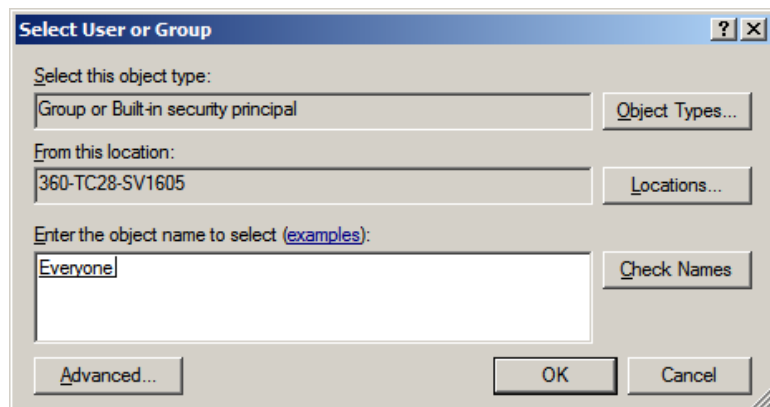 Select User or Group
Select this object type:
Group or Built-in security principal
Object Types...
From this location:
360-TC28-SV1605
Locations...
Enter the object name to select (examples):
Everyone
Check Names
Advanced...
OK
Cancel